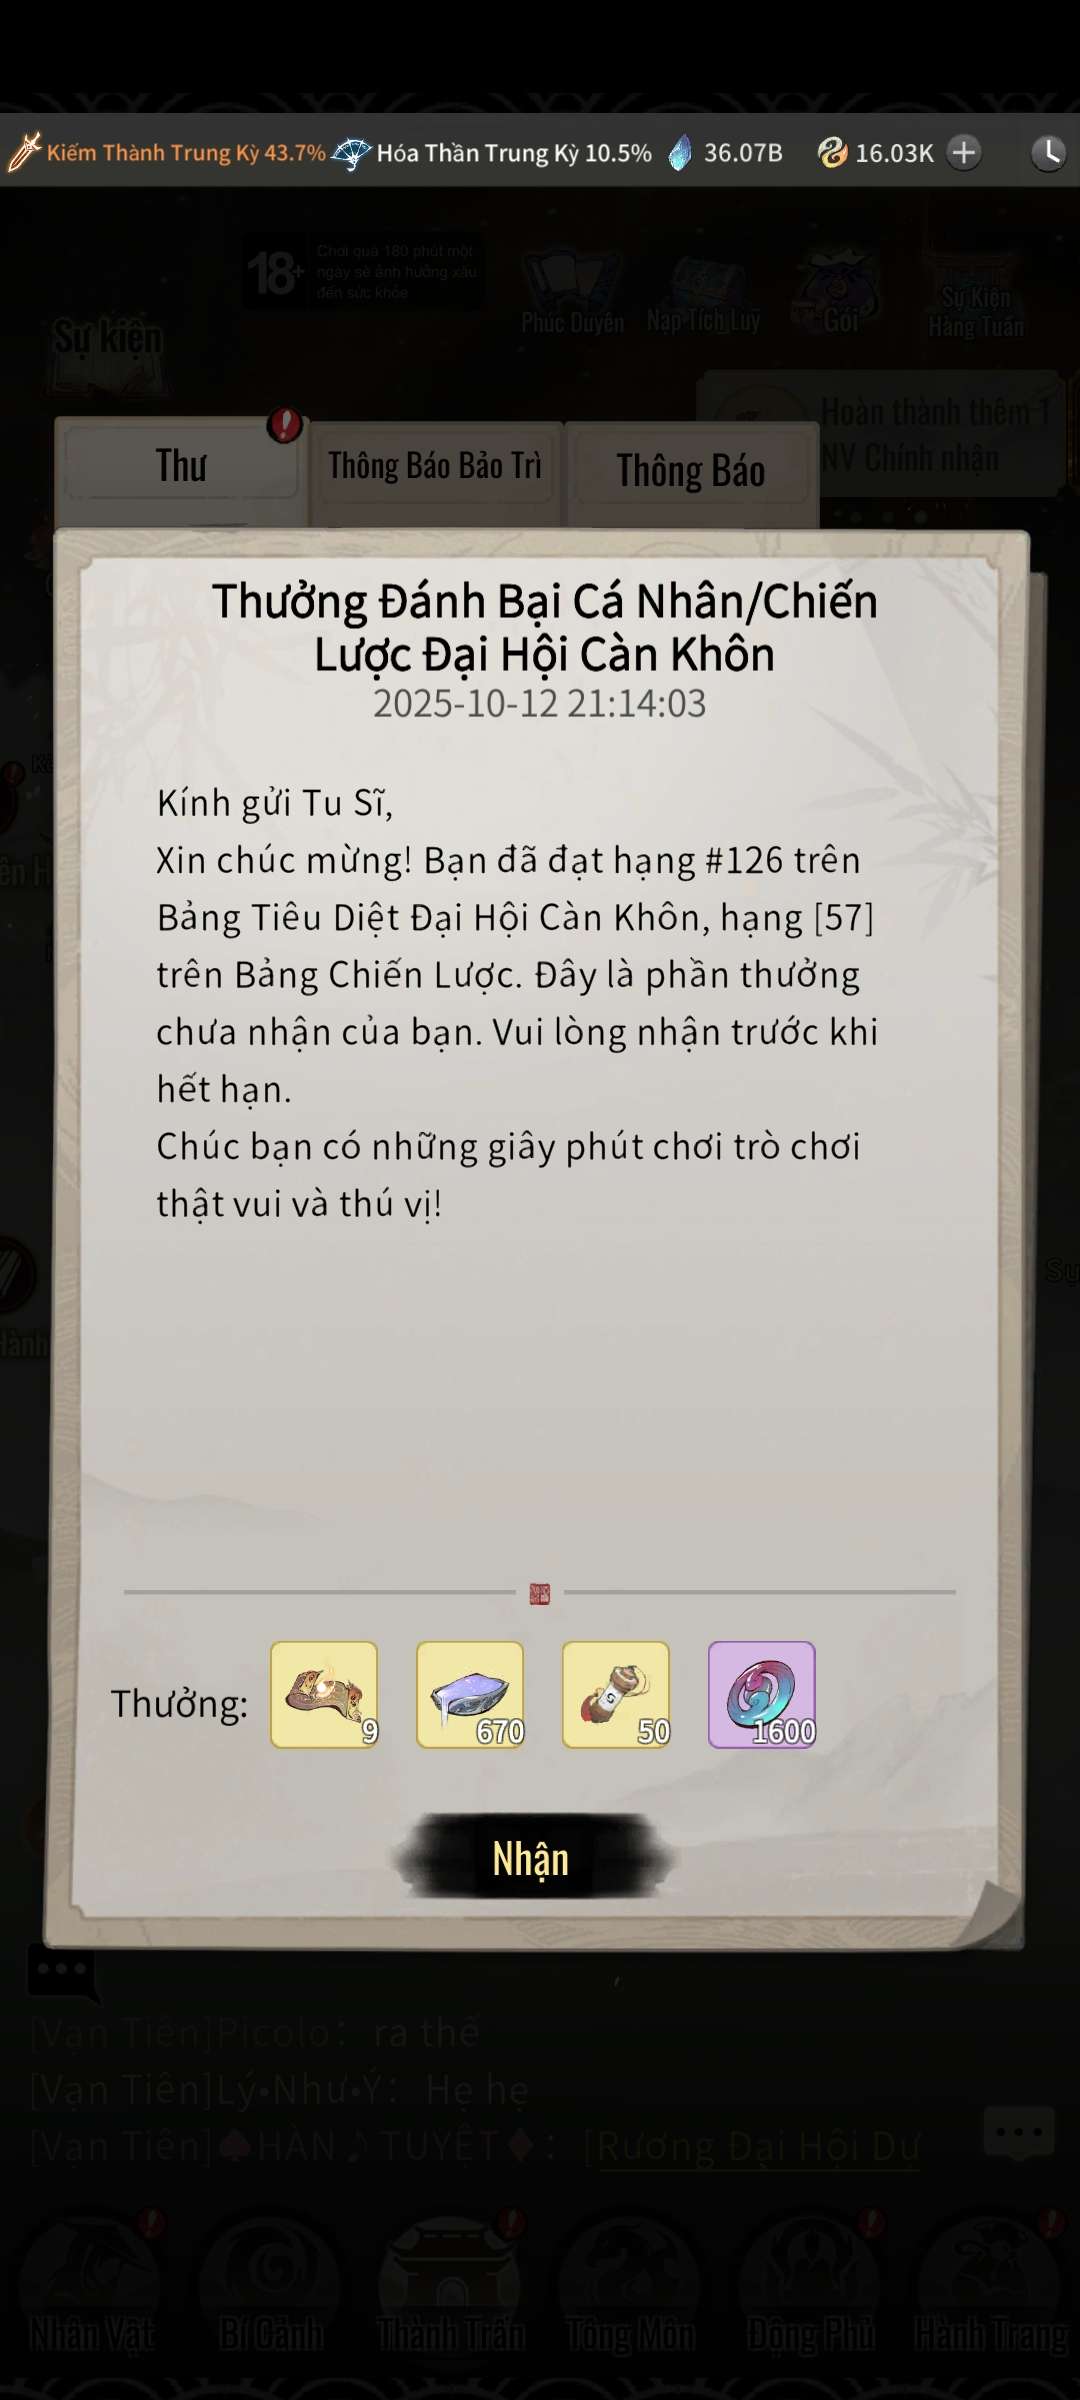 Kiếm Thành Trung Kỳ 43.7% Hóa Thần Trung Kỳ 10.5% 36.07B 16.03K
18+ Chơi quá 180 phút một
ngày sẽ ảnh hưởng xấu
đến sức khỏe
Phúc Duyên Nạp Tích Luỹ Gói Sự Kiện
Hàng Tuần
Sự kiện
Hoàn thành thêm 1
NV Chính nhận
Thư Thông Báo Bảo Trì Thông Báo
Thưởng Đánh Bại Cá Nhân/Chiến
Lược Đại Hội Càn Khôn
2025-10-12 21:14:03
Kính gửi Tu Sĩ,
Xin chúc mừng! Bạn đã đạt hạng #126 trên
Bảng Tiêu Diệt Đại Hội Càn Khôn, hạng [57]
trên Bảng Chiến Lược. Đây là phần thưởng
chưa nhận của bạn. Vui lòng nhận trước khi
hết hạn.
Chúc bạn có những giây phút chơi trò chơi
thật vui và thú vị!
Thưởng: 9 670 50 1600
Nhận
[Vạn Tiên]Picolo: ra thế
[Vạn Tiên]Lý•Như•Ý: Hẹ hẹ
[Vạn Tiên]♠HÀN♪TUYỆT♦: [Rương Đại Hội Dự
Nhân Vật Bí Cảnh Thành Trấn Tông Môn Động Phủ Hành Trang